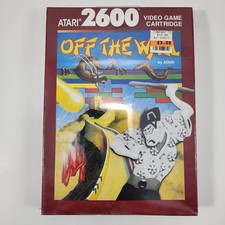 ATARI® 2600 VIDEO GAME CARTRIDGE
OFF THE WALL
by ATARI